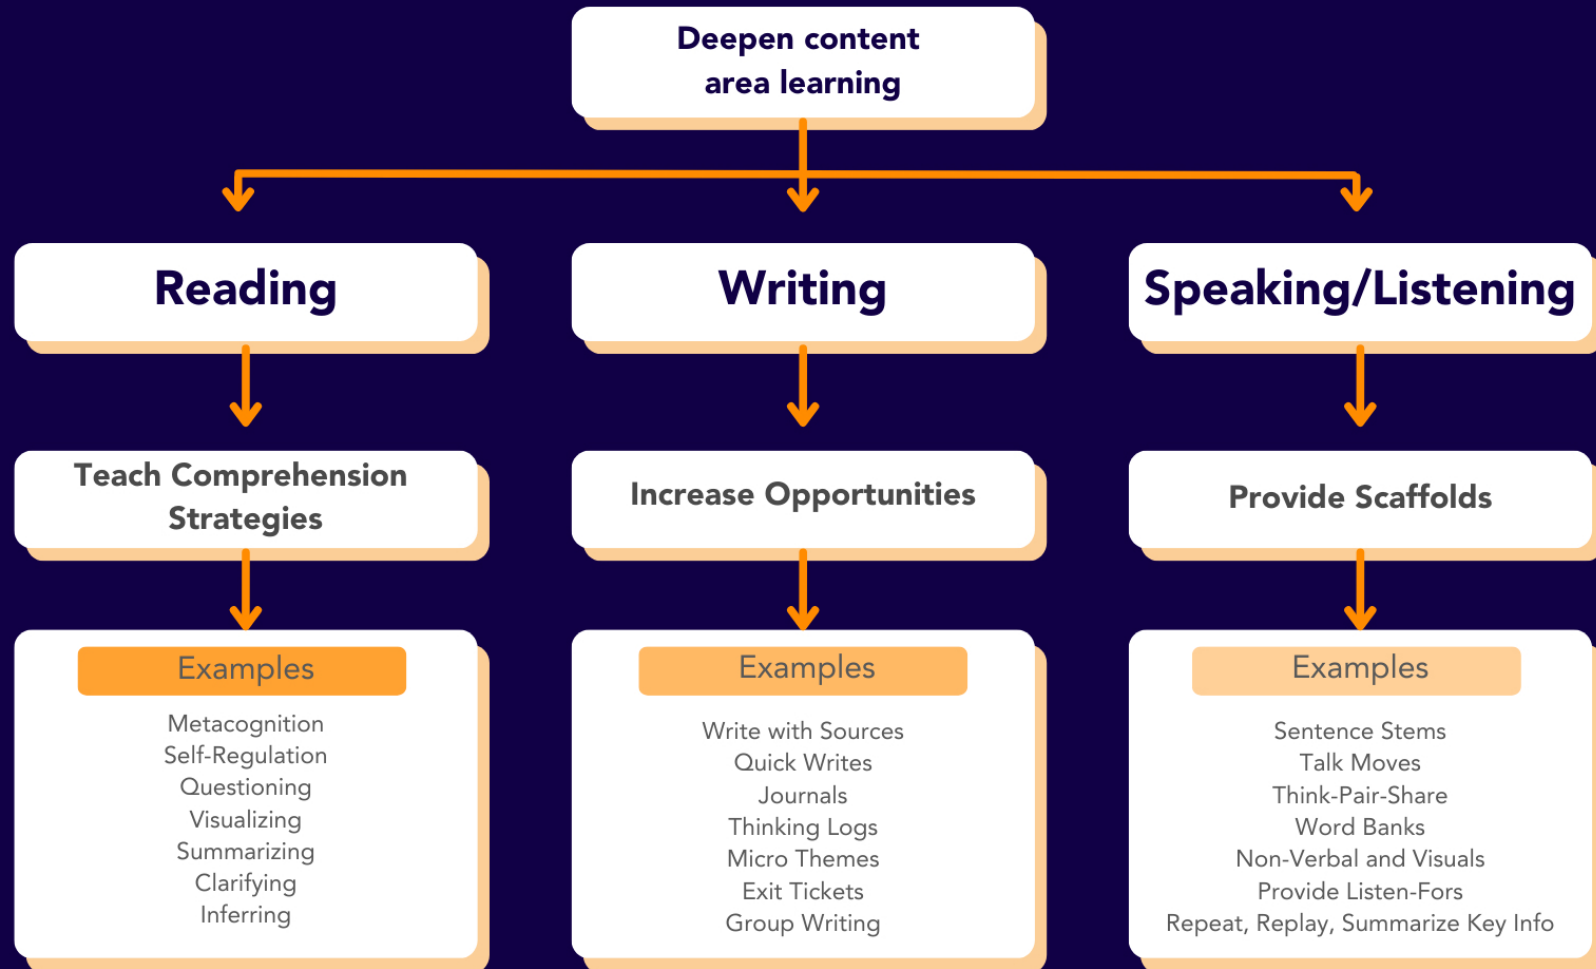 Deepen content
area learning
Reading
Writing
Speaking/Listening
Teach Comprehension
Strategies
Increase Opportunities
Provide Scaffolds
Examples
Metacognition
Self-Regulation
Questioning
Visualizing
Summarizing
Clarifying
Inferring
Examples
Write with Sources
Quick Writes
Journals
Thinking Logs
Micro Themes
Exit Tickets
Group Writing
Examples
Sentence Stems
Talk Moves
Think-Pair-Share
Word Banks
Non-Verbal and Visuals
Provide Listen-Fors
Repeat, Replay, Summarize Key Info